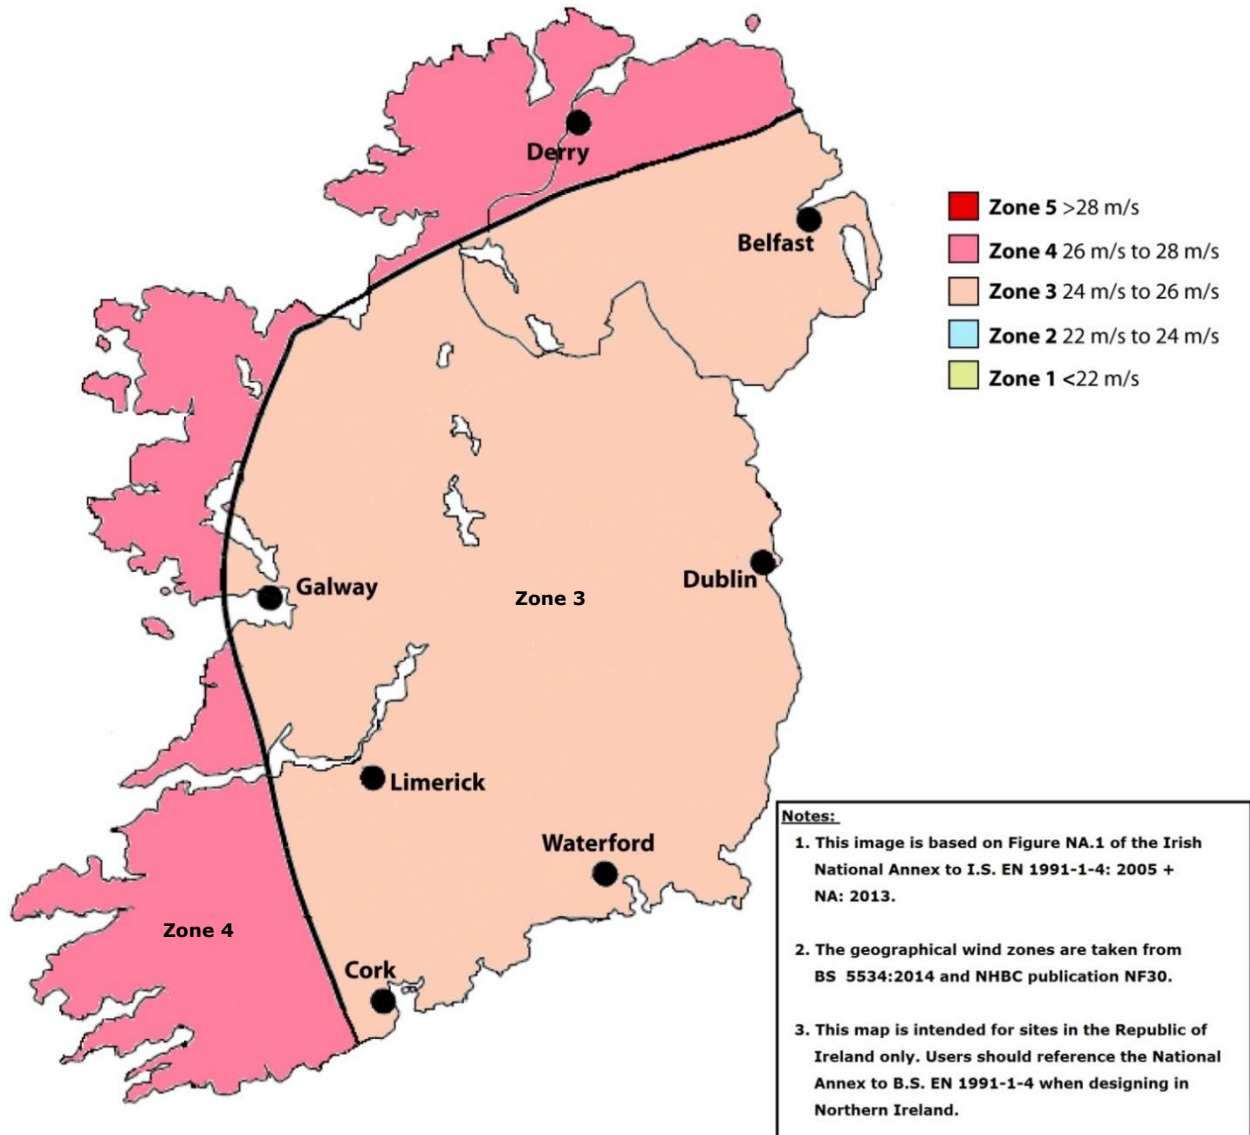 Derry
Belfast
Zone 5 >28 m/s
Zone 4 26 m/s to 28 m/s
Zone 3 24 m/s to 26 m/s
Zone 2 22 m/s to 24 m/s
Zone 1 <22 m/s
Galway
Zone 3
Dublin
Limerick
Waterford
Zone 4
Cork
Notes:
1. This image is based on Figure NA.1 of the Irish
National Annex to I.S. EN 1991-1-4: 2005 +
NA: 2013.
2. The geographical wind zones are taken from
BS 5534:2014 and NHBC publication NF30.
3. This map is intended for sites in the Republic of
Ireland only. Users should reference the National
Annex to B.S. EN 1991-1-4 when designing in
Northern Ireland.